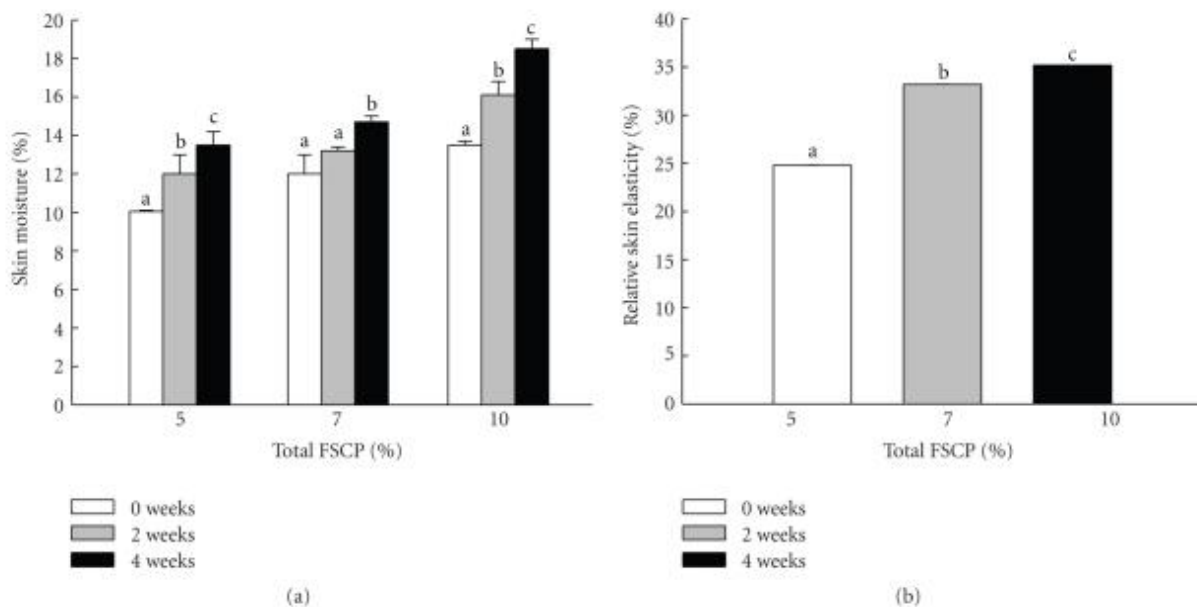 20
18
16
14
12
10
8
6
4
2
0
Skin moisture (%)
a
b
c
a
a
b
a
b
c
5 7 10
Total FSCP (%)
0 weeks
2 weeks
4 weeks
(a)
40
35
30
25
20
15
10
5
0
Relative skin elasticity (%)
a
b
c
5 7 10
Total FSCP (%)
0 weeks
2 weeks
4 weeks
(b)